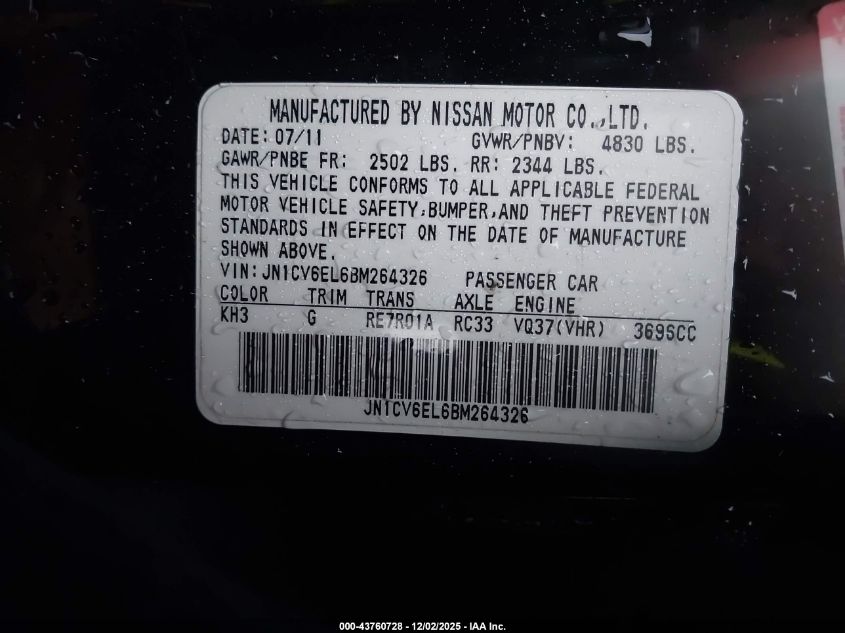 MANUFACTURED BY NISSAN MOTOR CO.,LTD.
DATE: 07/11 GVWR/PNBV: 4830 LBS.
GAWR/PNBE FR: 2502 LBS. RR: 2344 LBS.
THIS VEHICLE CONFORMS TO ALL APPLICABLE FEDERAL
MOTOR VEHICLE SAFETY,BUMPER,AND THEFT PREVENTION
STANDARDS IN EFFECT ON THE DATE OF MANUFACTURE
SHOWN ABOVE.
VIN: JN1CV6EL6BM264326 PASSENGER CAR
COLOR TRIM TRANS AXLE ENGINE
KH3 G RE7R01A RC33 VQ37(VHR) 3695CC
JN1CV6EL6BM264326
000-43760728 - 12/02/2025 - IAA Inc.